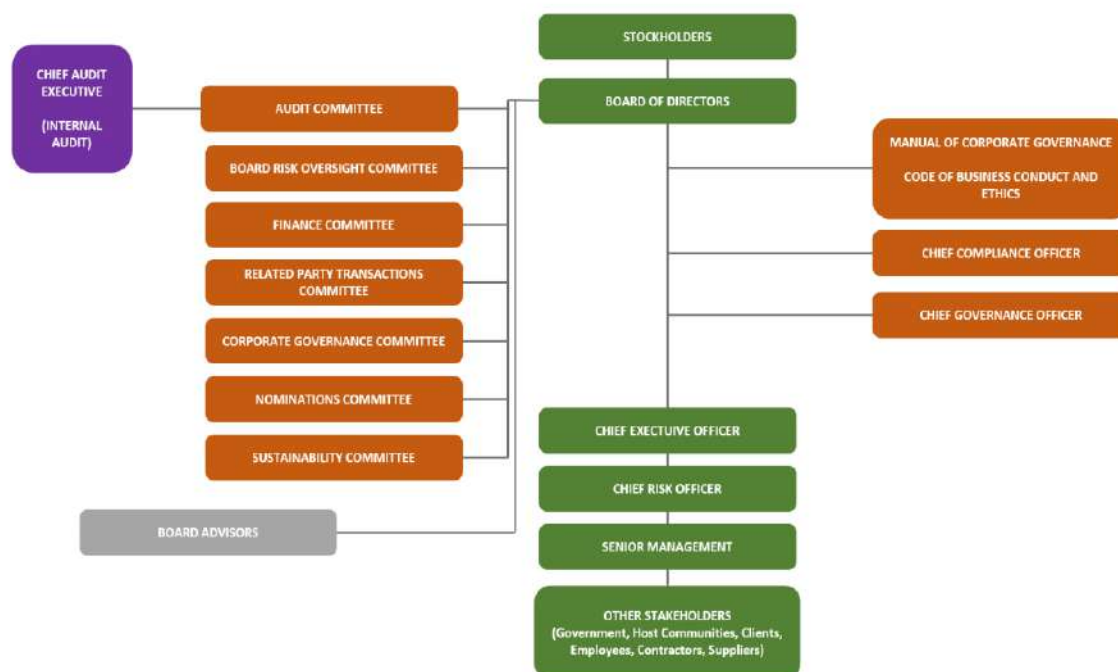 STOCKHOLDERS
CHIEF AUDIT
EXECUTIVE
(INTERNAL
AUDIT)
AUDIT COMMITTEE
BOARD OF DIRECTORS
MANUAL OF CORPORATE GOVERNANCE
CODE OF BUSINESS CONDUCT AND
ETHICS
BOARD RISK OVERSIGHT COMMITTEE
FINANCE COMMITTEE
CHIEF COMPLIANCE OFFICER
RELATED PARTY TRANSACTIONS
COMMITTEE
CHIEF GOVERNANCE OFFICER
CORPORATE GOVERNANCE COMMITTEE
NOMINATIONS COMMITTEE
CHIEF EXECTUIVE OFFICER
SUSTAINABILITY COMMITTEE
CHIEF RISK OFFICER
BOARD ADVISORS
SENIOR MANAGEMENT
OTHER STAKEHOLDERS
(Government, Host Communities, Clients,
Employees, Contractors, Suppliers)